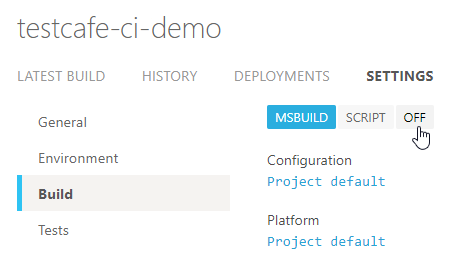 testcafe-ci-demo
LATEST BUILD HISTORY DEPLOYMENTS SETTINGS
General
Environment
Build
Tests
MSBUILD SCRIPT OFF
Configuration
Project default
Platform
Project default